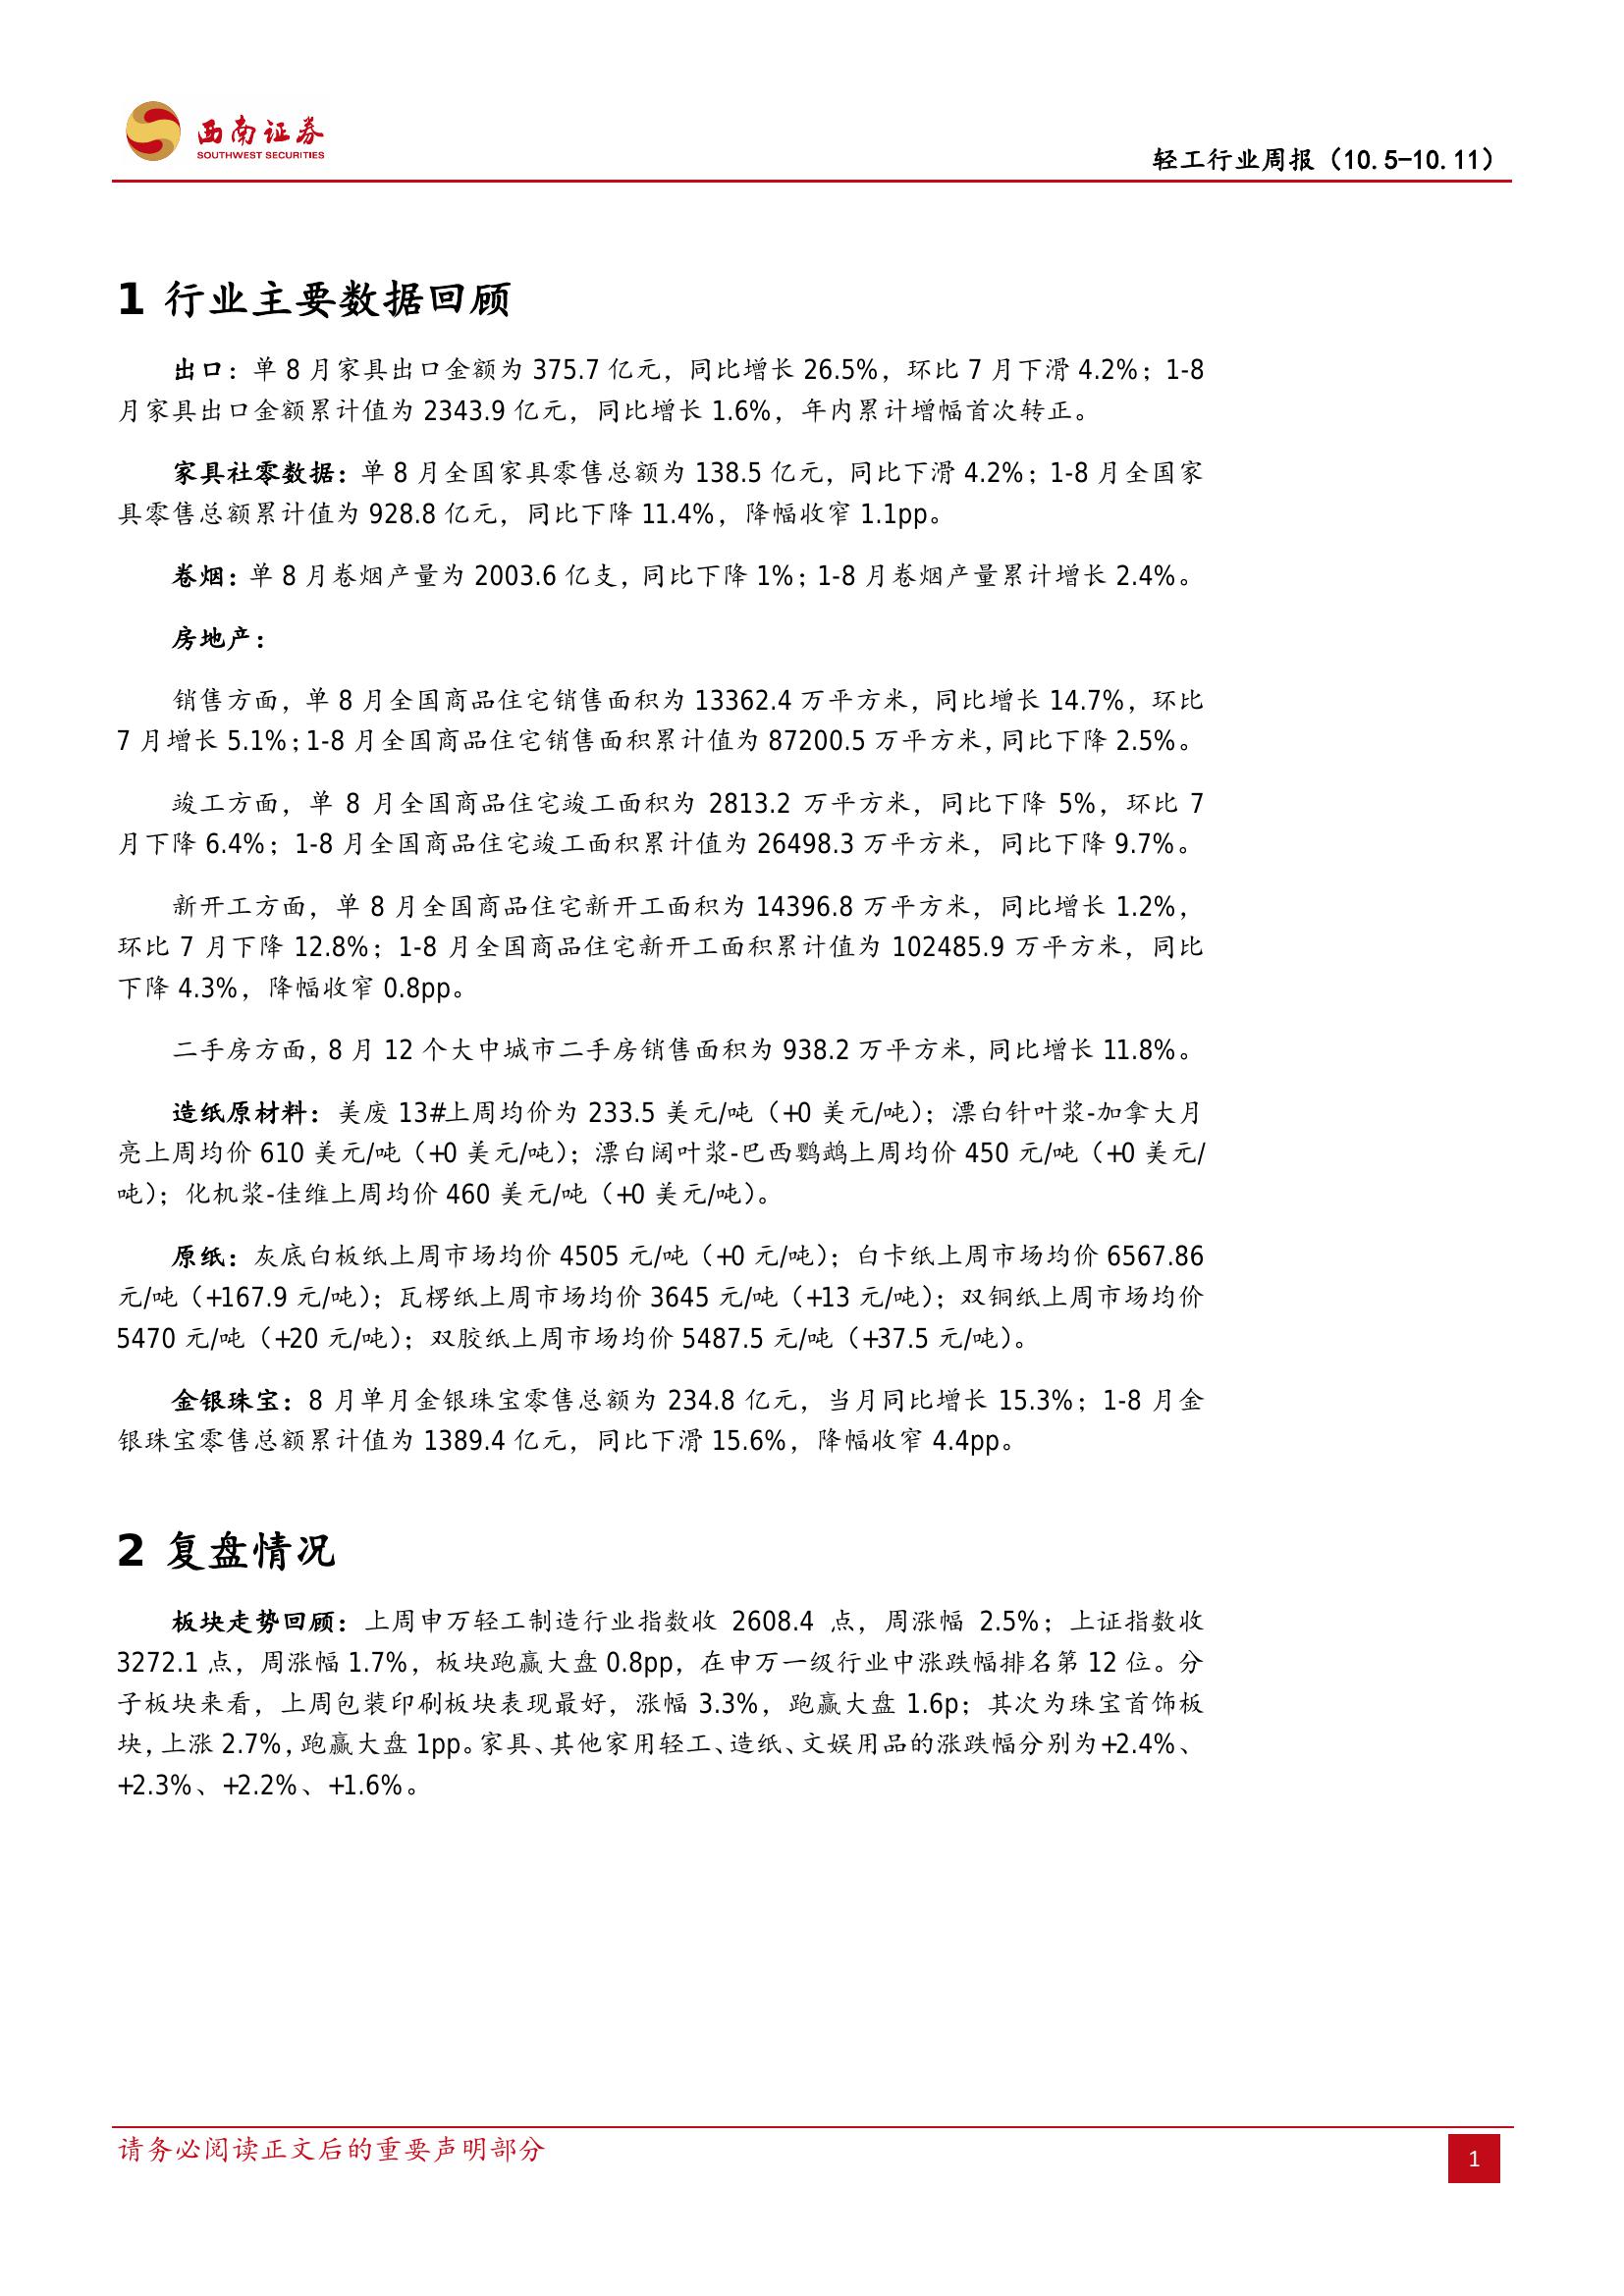 西南证券
SOUTHWEST SECURITIES
轻工行业周报（10.5-10.11）
1 行业主要数据回顾
出口：单 8 月家具出口金额为 375.7 亿元，同比增长 26.5%，环比 7 月下滑 4.2%；1-8
月家具出口金额累计值为 2343.9 亿元，同比增长 1.6%，年内累计增幅首次转正。
家具社零数据：单 8 月全国家具零售总额为 138.5 亿元，同比下滑 4.2%；1-8 月全国家
具零售总额累计值为 928.8 亿元，同比下降 11.4%，降幅收窄 1.1pp。
卷烟：单 8 月卷烟产量为 2003.6 亿支，同比下降 1%；1-8 月卷烟产量累计增长 2.4%。
房地产：
销售方面，单 8 月全国商品住宅销售面积为 13362.4 万平方米，同比增长 14.7%，环比
7 月增长 5.1%；1-8 月全国商品住宅销售面积累计值为 87200.5 万平方米，同比下降 2.5%。
竣工方面，单 8 月全国商品住宅竣工面积为 2813.2 万平方米，同比下降 5%，环比 7
月下降 6.4%；1-8 月全国商品住宅竣工面积累计值为 26498.3 万平方米，同比下降 9.7%。
新开工方面，单 8 月全国商品住宅新开工面积为 14396.8 万平方米，同比增长 1.2%，
环比 7 月下降 12.8%；1-8 月全国商品住宅新开工面积累计值为 102485.9 万平方米，同比
下降 4.3%，降幅收窄 0.8pp。
二手房方面，8 月 12 个大中城市二手房销售面积为 938.2 万平方米，同比增长 11.8%。
造纸原材料：美废 13#上周均价为 233.5 美元/吨（+0 美元/吨）；漂白针叶浆-加拿大月
亮上周均价 610 美元/吨（+0 美元/吨）；漂白阔叶浆-巴西鹦鹉上周均价 450 元/吨（+0 美元/
吨）；化机浆-佳维上周均价 460 美元/吨（+0 美元/吨）。
原纸：灰底白板纸上周市场均价 4505 元/吨（+0 元/吨）；白卡纸上周市场均价 6567.86
元/吨（+167.9 元/吨）；瓦楞纸上周市场均价 3645 元/吨（+13 元/吨）；双铜纸上周市场均价
5470 元/吨（+20 元/吨）；双胶纸上周市场均价 5487.5 元/吨（+37.5 元/吨）。
金银珠宝：8 月单月金银珠宝零售总额为 234.8 亿元，当月同比增长 15.3%；1-8 月金
银珠宝零售总额累计值为 1389.4 亿元，同比下滑 15.6%，降幅收窄 4.4pp。
2 复盘情况
板块走势回顾：上周申万轻工制造行业指数收 2608.4 点，周涨幅 2.5%；上证指数收
3272.1 点，周涨幅 1.7%，板块跑赢大盘 0.8pp，在申万一级行业中涨跌幅排名第 12 位。分
子板块来看，上周包装印刷板块表现最好，涨幅 3.3%，跑赢大盘 1.6p；其次为珠宝首饰板
块，上涨 2.7%，跑赢大盘 1pp。家具、其他家用轻工、造纸、文娱用品的涨跌幅分别为+2.4%、
+2.3%、+2.2%、+1.6%。
请务必阅读正文后的重要声明部分
1